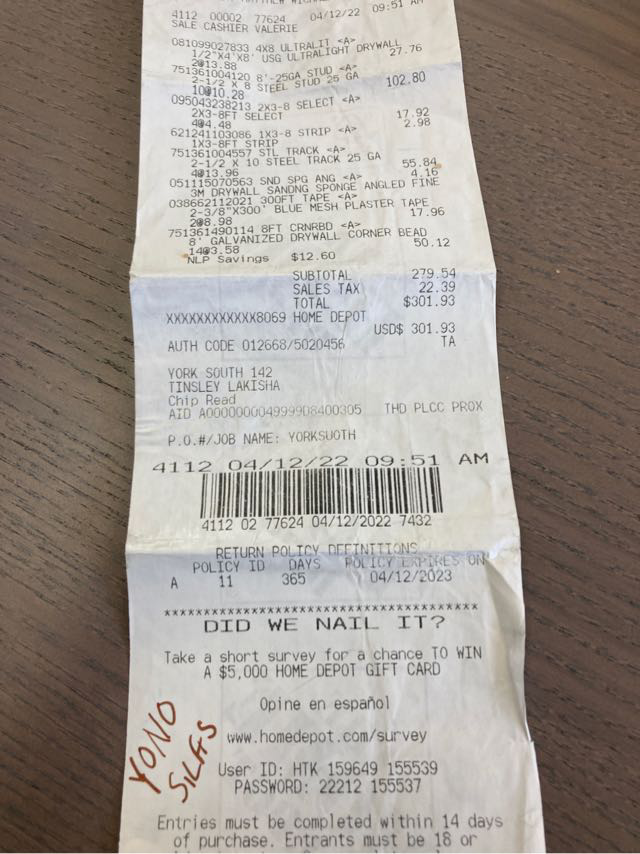 4112 00002 77624 04/12/22 09:51 AM
SALE CASHIER VALERIE
081099027833 4X8 ULTRALIT <A>
1/2"X4'X8' USG ULTRALIGHT DRYWALL
2@13.88 27.76
751361004120 8'-25GA STUD <A>
2-1/2 X 8 STEEL STUD 25 GA
10@10.28 102.80
095043238213 2X3-8 SELECT <A>
2X3-8FT SELECT
4@4.48 17.92
621241103086 1X3-8 STRIP <A> 2.98
1X3-8FT STRIP
751361004557 STL TRACK <A>
2-1/2 X 10 STEEL TRACK 25 GA
4@13.96 55.84
051115070563 SND SPG ANG <A> 4.16
3M DRYWALL SANDNG SPONGE ANGLED FINE
038662112021 300FT TAPE <A>
2-3/8"X300' BLUE MESH PLASTER TAPE
2@8.98 17.96
751361490114 8FT CRNRBD <A>
8' GALVANIZED DRYWALL CORNER BEAD
14@3.58 50.12
NLP Savings $12.60
SUBTOTAL 279.54
SALES TAX 22.39
TOTAL $301.93
XXXXXXXXXXXX8069 HOME DEPOT
USD$ 301.93
AUTH CODE 012668/5020456 TA
YORK SOUTH 142
TINSLEY LAKISHA
Chip Read
AID A0000000049999D8400305 THD PLCC PROX
P.O.#/JOB NAME: YORKSUOTH
4112 04/12/22 09:51 AM
4112 02 77624 04/12/2022 7432
RETURN POLICY DEFINITIONS
POLICY ID DAYS POLICY EXPIRES ON
A 11 365 04/12/2023
*****************************************
DID WE NAIL IT?
Take a short survey for a chance TO WIN
A $5,000 HOME DEPOT GIFT CARD
Opine en español
www.homedepot.com/survey
User ID: HTK 159649 155539
PASSWORD: 22212 155537
Entries must be completed within 14 days
of purchase. Entrants must be 18 or
YONO